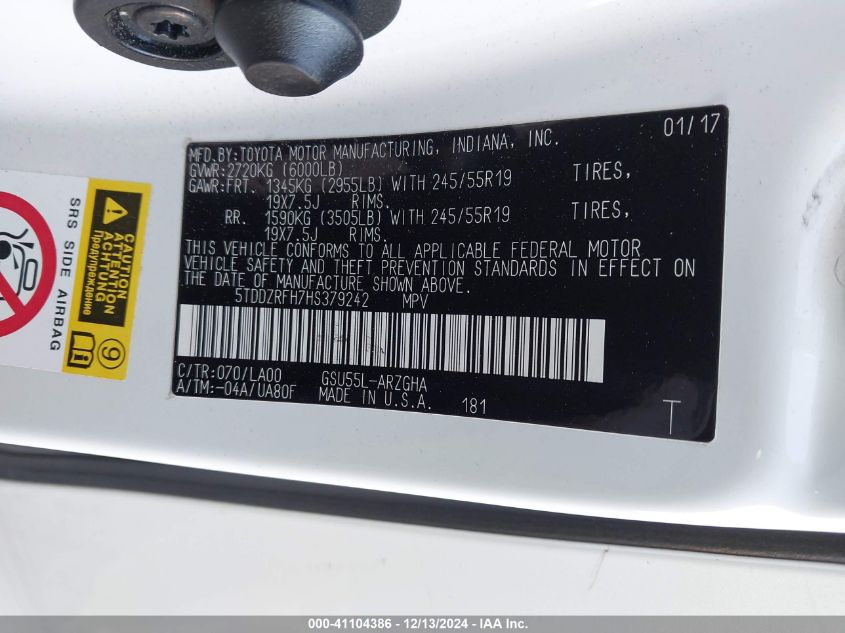 01/17
MFD.BY:TOYOTA MOTOR MANUFACTURING, INDIANA, INC.
GVWR:2720KG (6000LB)
GAWR:FRT. 1345KG (2955LB) WITH 245/55R19 TIRES,
19X7.5J RIMS.
RR. 1590KG (3505LB) WITH 245/55R19 TIRES,
19X7.5J RIMS.
THIS VEHICLE CONFORMS TO ALL APPLICABLE FEDERAL MOTOR
VEHICLE SAFETY AND THEFT PREVENTION STANDARDS IN EFFECT ON
THE DATE OF MANUFACTURE SHOWN ABOVE.
5TDDZRFH7HS379242 MPV
C/TR:070/LA00 GSU55L-ARZGHA
A/TM:-04A/UA80F MADE IN U.S.A. 181
T
SRS SIDE AIRBAG
CAUTION
ATTENTION
ACHTUNG
Предупреждение
9
000-41104386 - 12/13/2024 - IAA Inc.